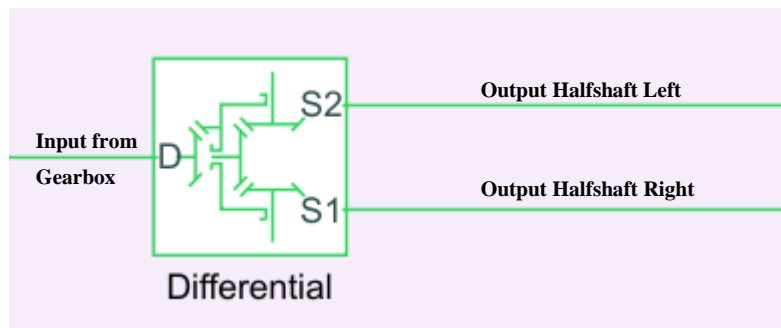 Output Halfshaft Left
S2
Input from
D
Gearbox
Output Halfshaft Right
S1
Differential